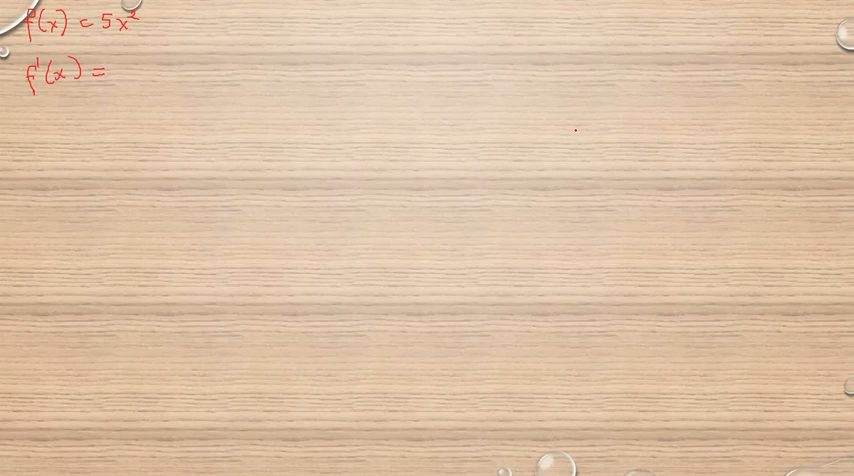 f(x) = 5x²
f'(x) =